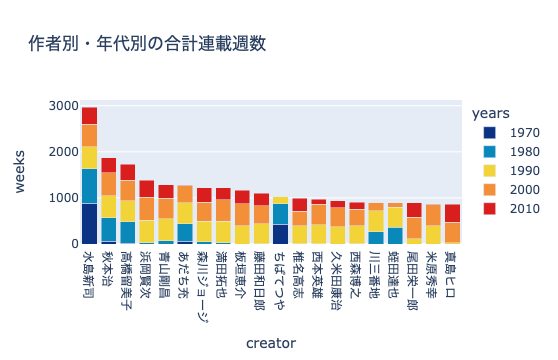 作者別・年代別の合計連載週数
years
1970
1980
1990
2000
2010
weeks
3000
2000
1000
0
水島新司
秋本治
高橋留美子
浜岡賢次
青山剛昌
あだち充
森川ジョージ
満田拓也
板垣恵介
藤田和日郎
ちばてつや
椎名高志
西本英雄
久米田康治
西森博之
川三番地
蛭田達也
尾田栄一郎
米原秀幸
真島ヒロ
creator